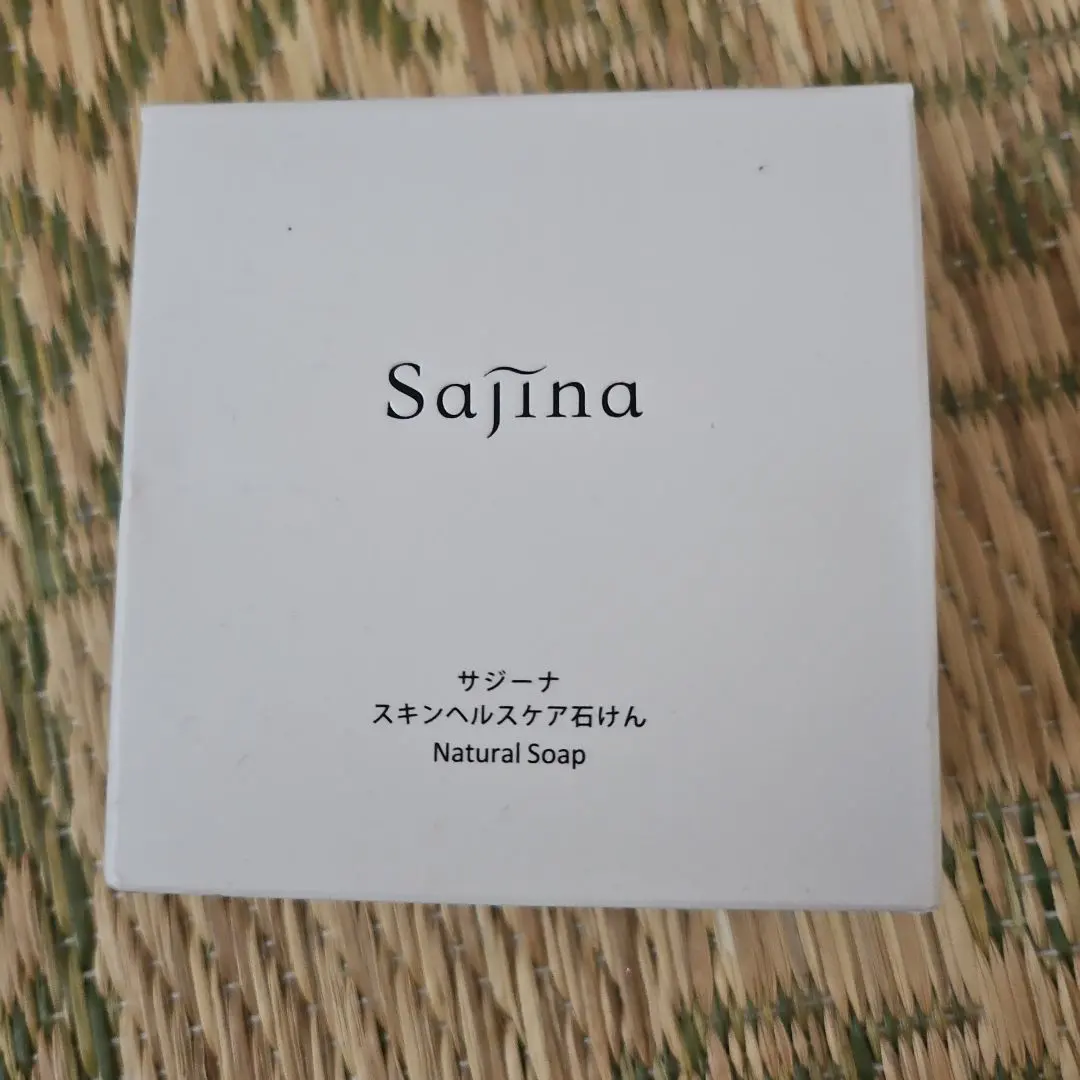 Sajina
サジーナ
スキンヘルスケア石けん
Natural Soap